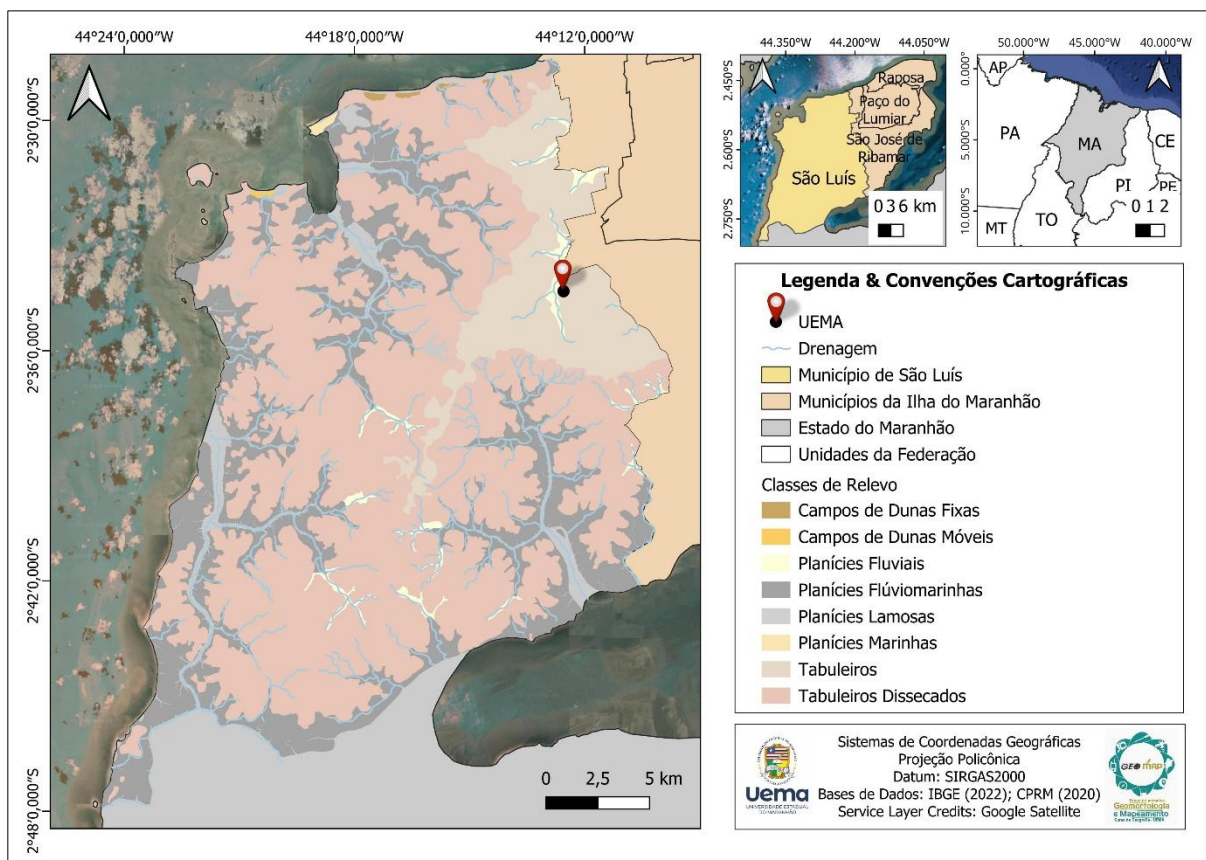 44°24'0,000"W
44°18'0,000"W
44°12'0,000"W
2°30'0,000"S
2°36'0,000"S
2°42'0,000"S
2°48'0,000"S
0 2,5 5 km
44.350°W 44.200°W 44.050°W
2.450°S
2.600°S
2.750°S
Raposa
Paço do
Lumiar
São José de
Ribamar
São Luís
0 3 6 km
50.000°W 45.000°W 40.000°W
0.000°S
5.000°S
10.000°S
AP
PA
MA
CE
PI
PE
MT
TO
0 1 2
Legenda & Convenções Cartográficas
UEMA
Drenagem
Município de São Luís
Municípios da Ilha do Maranhão
Estado do Maranhão
Unidades da Federação
Classes de Relevo
Campos de Dunas Fixas
Campos de Dunas Móveis
Planícies Fluviais
Planícies Flúviomarinhas
Planícies Lamosas
Planícies Marinhas
Tabuleiros
Tabuleiros Dissecados
Uema
UNIVERSIDADE ESTADUAL
DO MARANHÃO
Sistemas de Coordenadas Geográficas
Projeção Policônica
Datum: SIRGAS2000
Bases de Dados: IBGE (2022); CPRM (2020)
Service Layer Credits: Google Satellite
GEOMAP
Geomorfologia
e Mapeamento